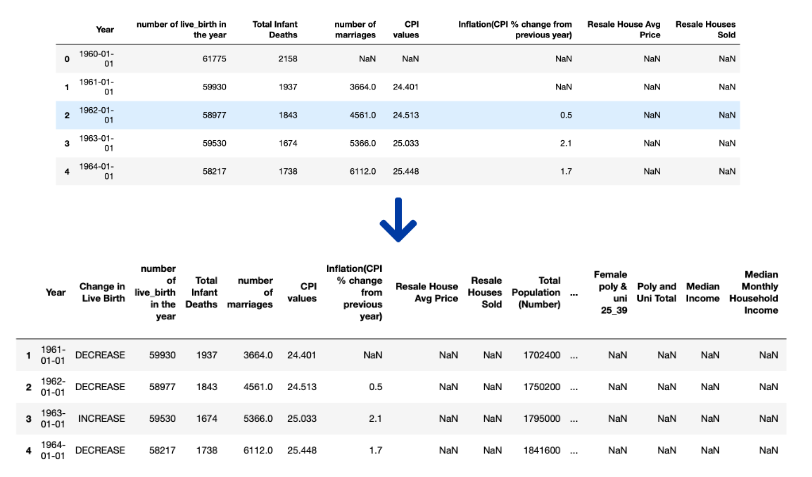 Year number of live_birth in the year Total Infant Deaths number of marriages CPI values Inflation(CPI % change from previous year) Resale House Avg Price Resale Houses Sold
0 1960-01-01 61775 2158 NaN NaN NaN NaN NaN
1 1961-01-01 59930 1937 3664.0 24.401 NaN NaN NaN
2 1962-01-01 58977 1843 4561.0 24.513 0.5 NaN NaN
3 1963-01-01 59530 1674 5366.0 25.033 2.1 NaN NaN
4 1964-01-01 58217 1738 6112.0 25.448 1.7 NaN NaN
Year Change in Live Birth number of live_birth in the year Total Infant Deaths number of marriages CPI values Inflation(CPI % change from previous year) Resale House Avg Price Resale Houses Sold Total Population (Number) ... Female poly & uni 25_39 Poly and Uni Total Median Income Median Monthly Household Income
1 1961-01-01 DECREASE 59930 1937 3664.0 24.401 NaN NaN NaN 1702400 ... NaN NaN NaN NaN
2 1962-01-01 DECREASE 58977 1843 4561.0 24.513 0.5 NaN NaN 1750200 ... NaN NaN NaN NaN
3 1963-01-01 INCREASE 59530 1674 5366.0 25.033 2.1 NaN NaN 1795000 ... NaN NaN NaN NaN
4 1964-01-01 DECREASE 58217 1738 6112.0 25.448 1.7 NaN NaN 1841600 ... NaN NaN NaN NaN